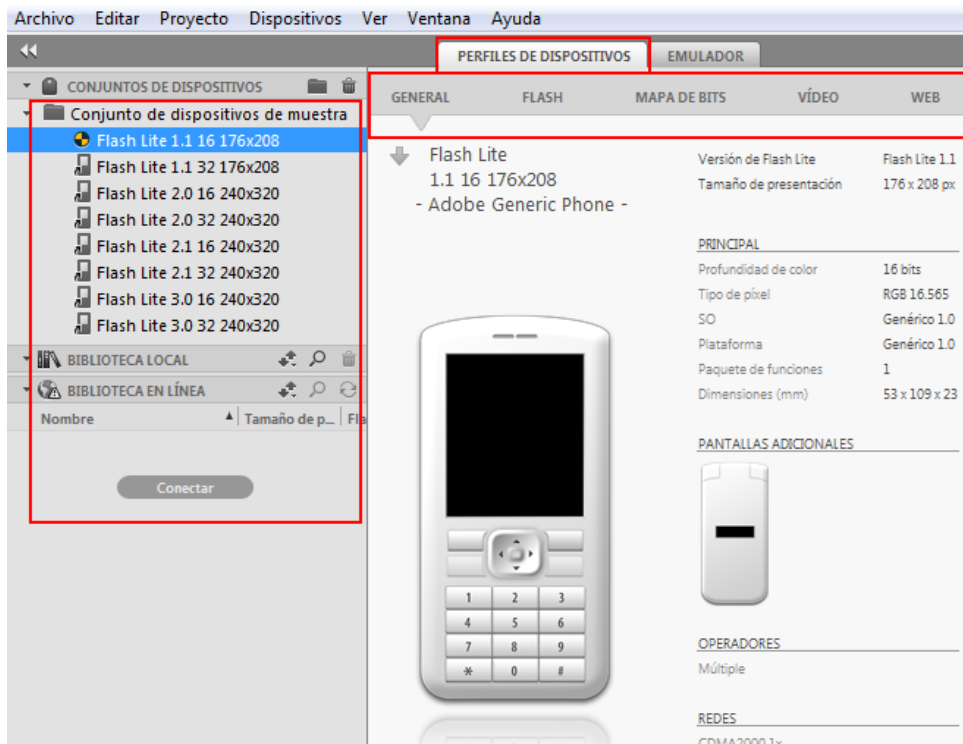 Archivo Editar Proyecto Dispositivos Ver Ventana Ayuda
PERFILES DE DISPOSITIVOS EMULADOR
CONJUNTOS DE DISPOSITIVOS
Conjunto de dispositivos de muestra
Flash Lite 1.1 16 176x208
Flash Lite 1.1 32 176x208
Flash Lite 2.0 16 240x320
Flash Lite 2.0 32 240x320
Flash Lite 2.1 16 240x320
Flash Lite 2.1 32 240x320
Flash Lite 3.0 16 240x320
Flash Lite 3.0 32 240x320
BIBLIOTECA LOCAL
BIBLIOTECA EN LÍNEA
Nombre Tamaño de p... Fla
Conectar
GENERAL FLASH MAPA DE BITS VÍDEO WEB
Flash Lite
1.1 16 176x208
- Adobe Generic Phone -
1 2 3
4 5 6
7 8 9
* 0 #
Versión de Flash Lite Flash Lite 1.1
Tamaño de presentación 176 x 208 px
PRINCIPAL
Profundidad de color 16 bits
Tipo de píxel RGB 16.565
SO Genérico 1.0
Plataforma Genérico 1.0
Paquete de funciones 1
Dimensiones (mm) 53 x 109 x 23
PANTALLAS ADICIONALES
OPERADORES
Múltiple
REDES
CDMA2000 1x